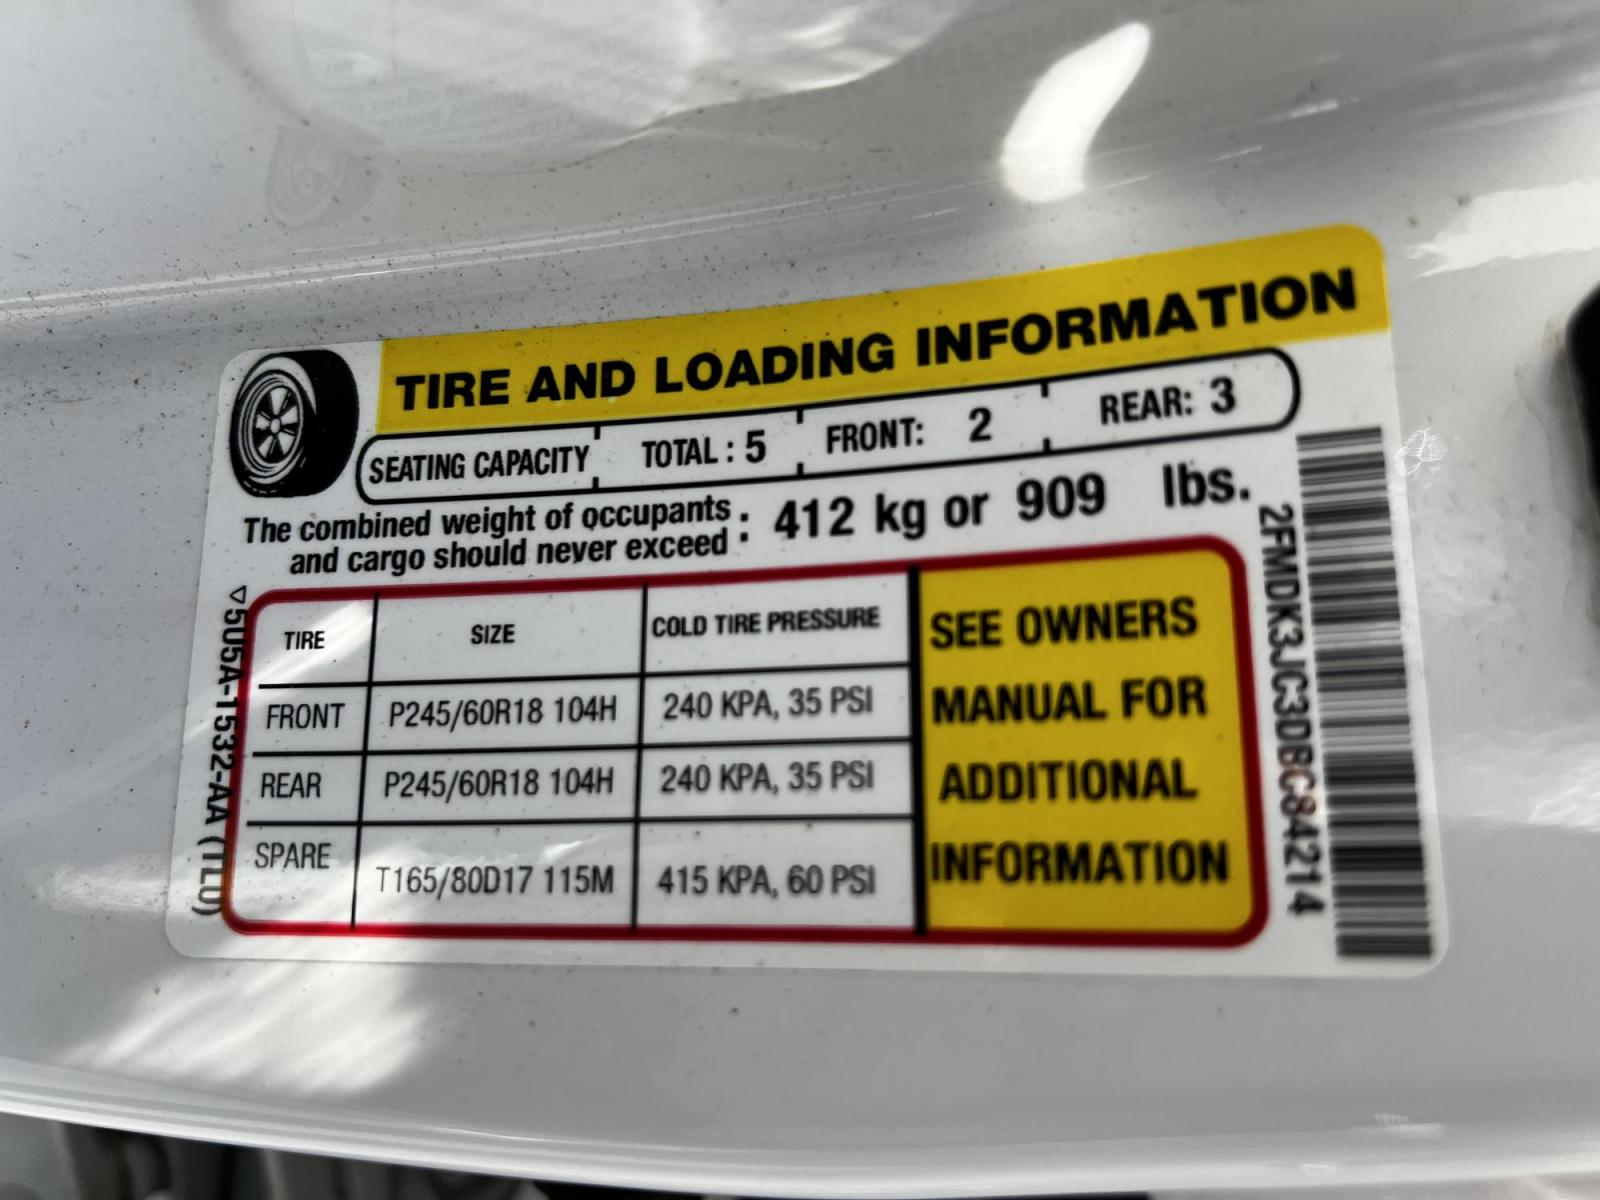 TIRE AND LOADING INFORMATION
SEATING CAPACITY TOTAL : 5 FRONT: 2 REAR: 3
The combined weight of occupants
and cargo should never exceed : 412 kg or 909 lbs.
TIRE SIZE COLD TIRE PRESSURE
FRONT P245/60R18 104H 240 KPA, 35 PSI
REAR P245/60R18 104H 240 KPA, 35 PSI
SPARE T165/80D17 115M 415 KPA, 60 PSI
SEE OWNERS
MANUAL FOR
ADDITIONAL
INFORMATION
5U5A-1532-AA (TLU)
2FMDK3JC3DBC84214